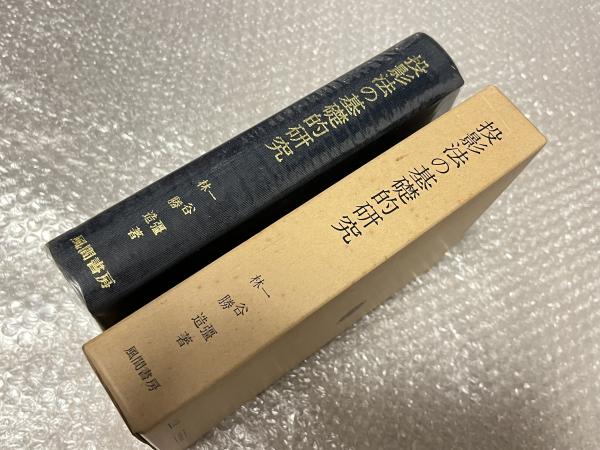 投影法の
基礎的研究
一谷彊
林勝造
著
風間書房
投影法の
基礎的研究
一谷彊
林勝造
著
風間書房